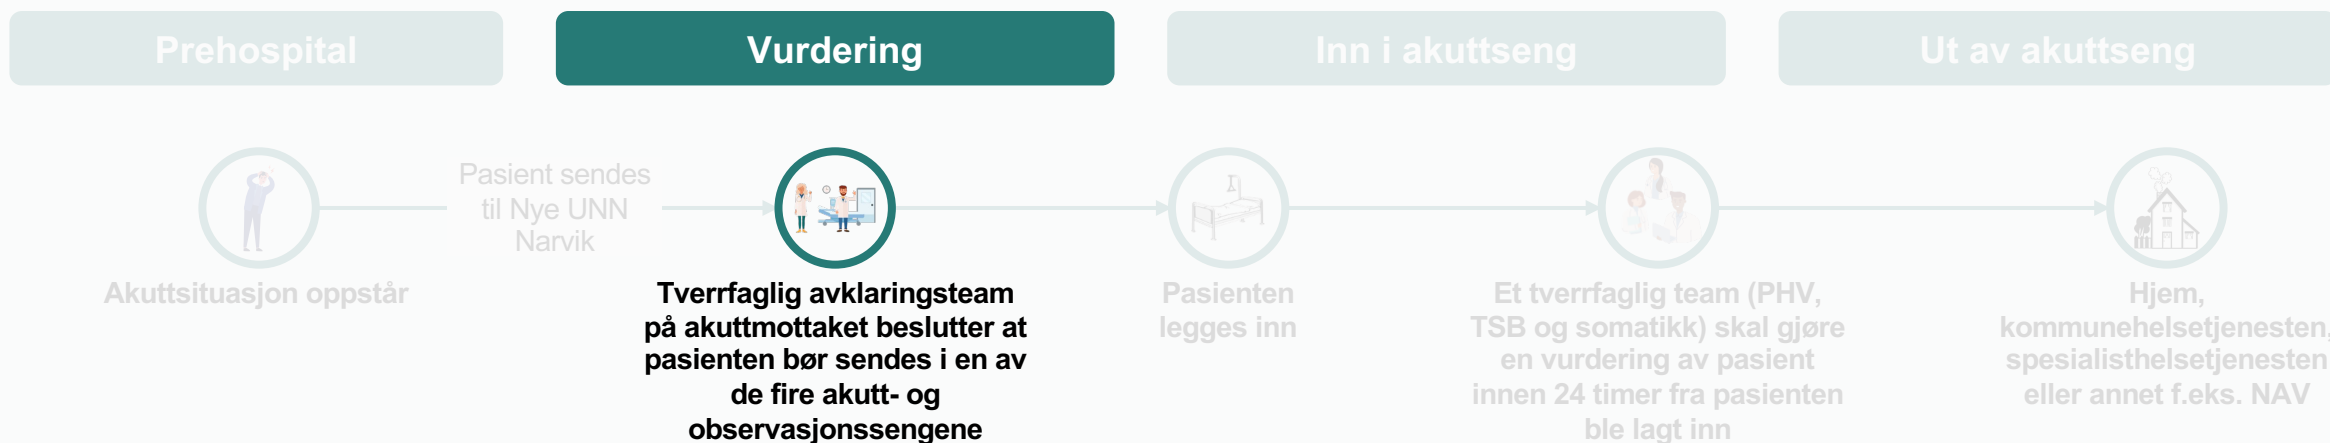 Prehospital
Vurdering
Inn i akuttseng
Ut av akuttseng
Pasient sendes
til Nye UNN
Narvik
Akuttsituasjon oppstår
Tverrfaglig avklaringsteam
på akuttmottaket beslutter at
pasienten bør sendes i en av
de fire akutt- og
observasjonssengene
Pasienten
legges inn
Et tverrfaglig team (PHV,
TSB og somatikk) skal gjøre
en vurdering av pasient
innen 24 timer fra pasienten
ble lagt inn
Hjem,
kommunehelsetjenesten,
spesialisthelsetjenesten
eller annet f.eks. NAV